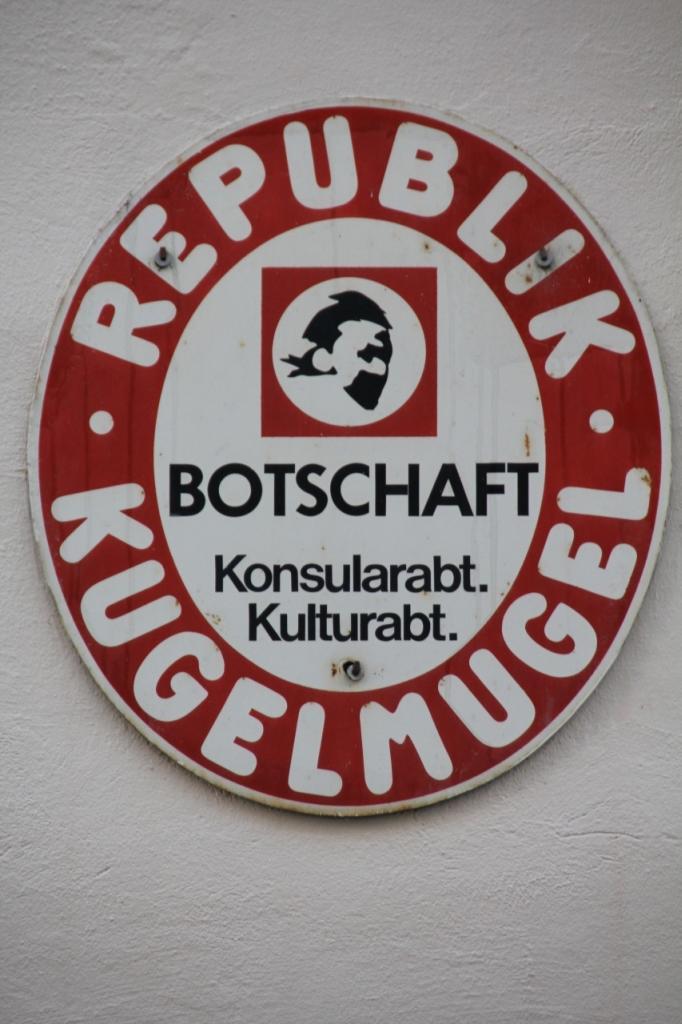 REPUBLIK
BOTSCHAFT
Konsularabt.
Kulturabt.
KUGELMUGEL